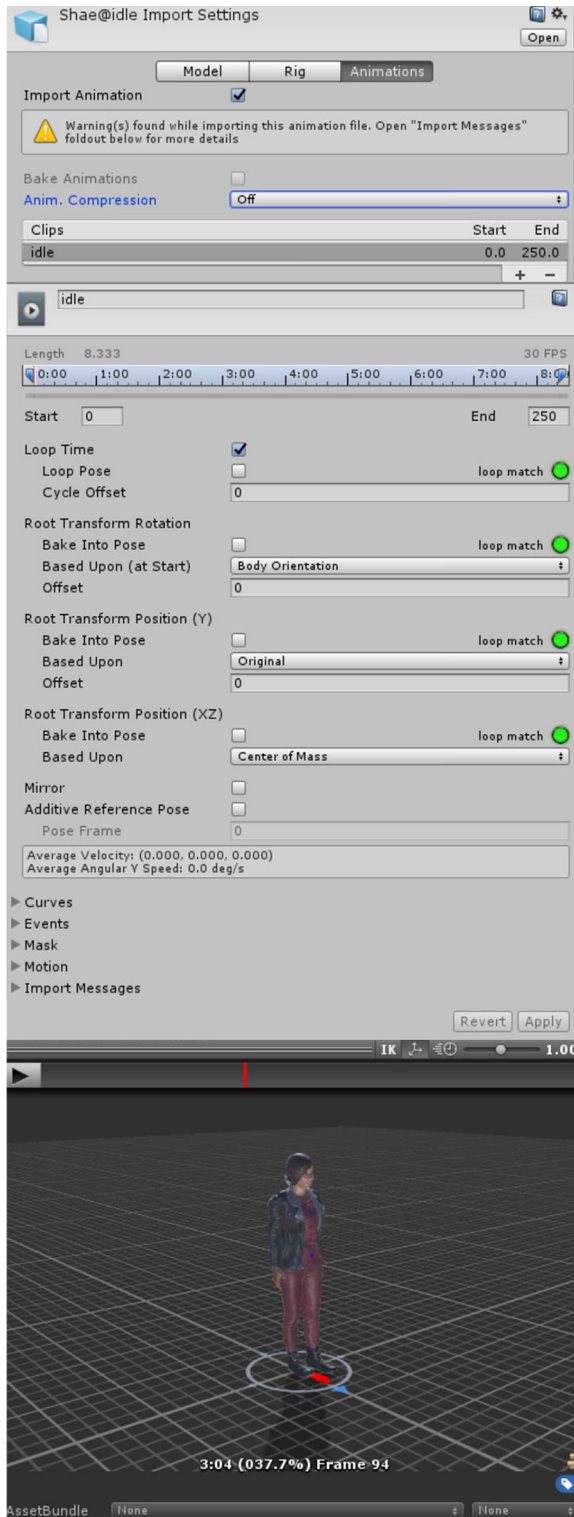 Shae@idle Import Settings
Open
Model Rig Animations
Import Animation
Warning(s) found while importing this animation file. Open "Import Messages"
foldout below for more details
Bake Animations
Anim. Compression Off
Clips Start End
idle 0.0 250.0
+ −
idle
Length 8.333 30 FPS
0:00 1:00 2:00 3:00 4:00 5:00 6:00 7:00 8:0
Start 0 End 250
Loop Time
Loop Pose loop match
Cycle Offset 0
Root Transform Rotation
Bake Into Pose loop match
Based Upon (at Start) Body Orientation
Offset 0
Root Transform Position (Y)
Bake Into Pose loop match
Based Upon Original
Offset 0
Root Transform Position (XZ)
Bake Into Pose loop match
Based Upon Center of Mass
Mirror
Additive Reference Pose
Pose Frame 0
Average Velocity: (0.000, 0.000, 0.000)
Average Angular Y Speed: 0.0 deg/s
Curves
Events
Mask
Motion
Import Messages
Revert Apply
IK 1.00
3:04 (037.7%) Frame 94
AssetBundle None None